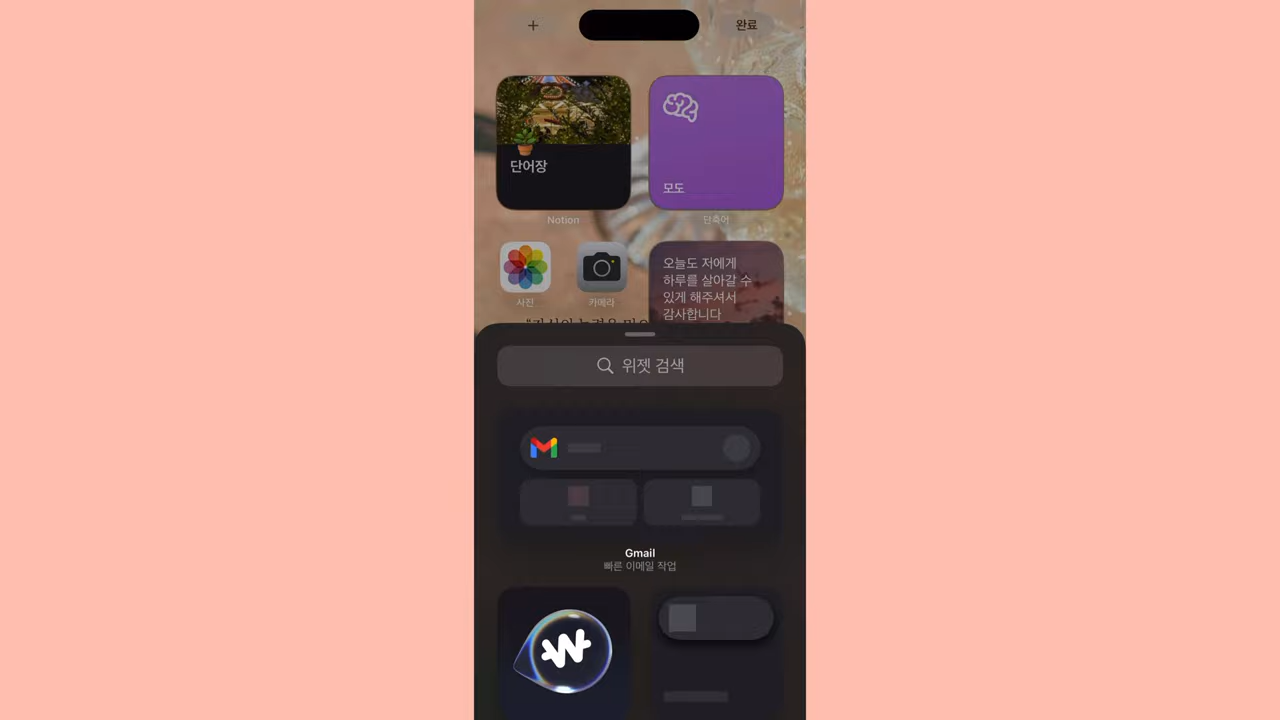 완료
단어장
모도
Notion
단축어
오늘도 저에게
하루를 살아갈 수
있게 해주셔서
감사합니다
사진
카메라
위젯 검색
Gmail
빠른 이메일 작업